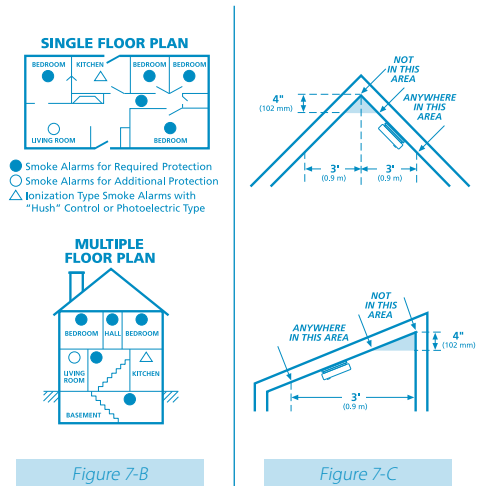 SINGLE FLOOR PLAN
BEDROOM KITCHEN BEDROOM BEDROOM
LIVING ROOM BEDROOM
Smoke Alarms for Required Protection
Smoke Alarms for Additional Protection
Ionization Type Smoke Alarms with
"Hush" Control or Photoelectric Type
MULTIPLE
FLOOR PLAN
BEDROOM HALL BEDROOM
LIVING
ROOM
KITCHEN
BASEMENT
Figure 7-B
NOT
IN THIS
AREA
4"
(102 mm)
ANYWHERE
IN THIS
AREA
3' 3'
(0.9 m) (0.9 m)
NOT
IN THIS
AREA
ANYWHERE
IN THIS AREA
4"
(102 mm)
3'
(0.9 m)
Figure 7-C